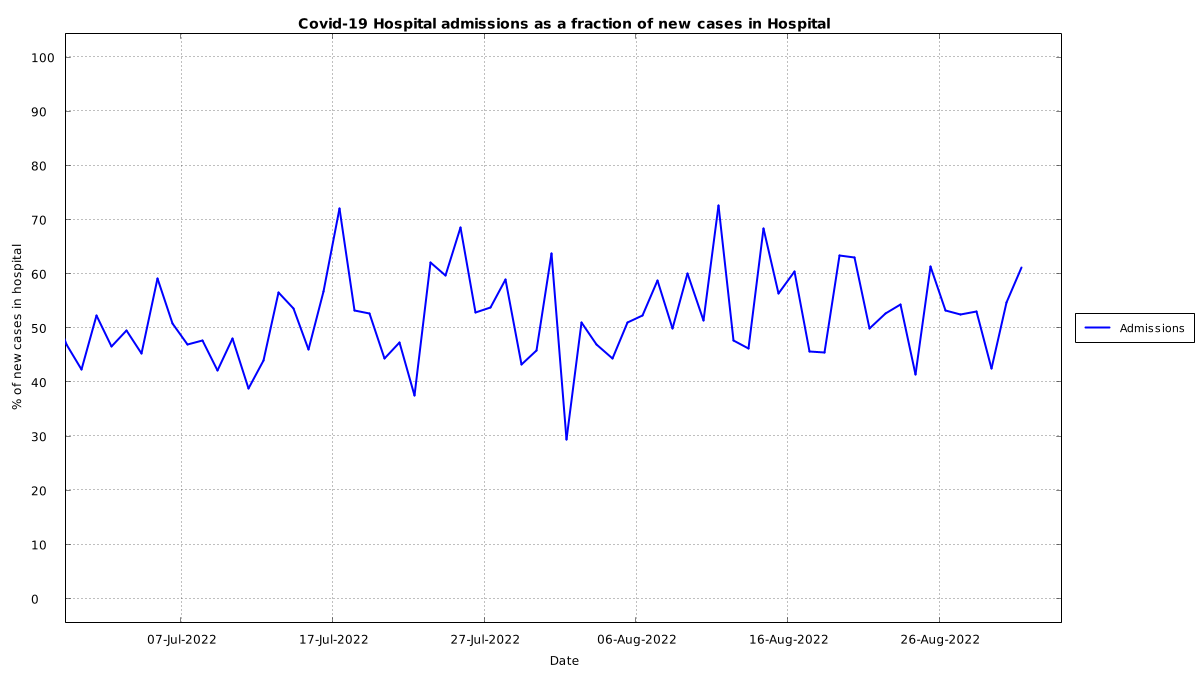 Covid-19 Hospital admissions as a fraction of new cases in Hospital
% of new cases in hospital
100
90
80
70
60
50
40
30
20
10
0
Admissions
07-Jul-2022 17-Jul-2022 27-Jul-2022 06-Aug-2022 16-Aug-2022 26-Aug-2022
Date